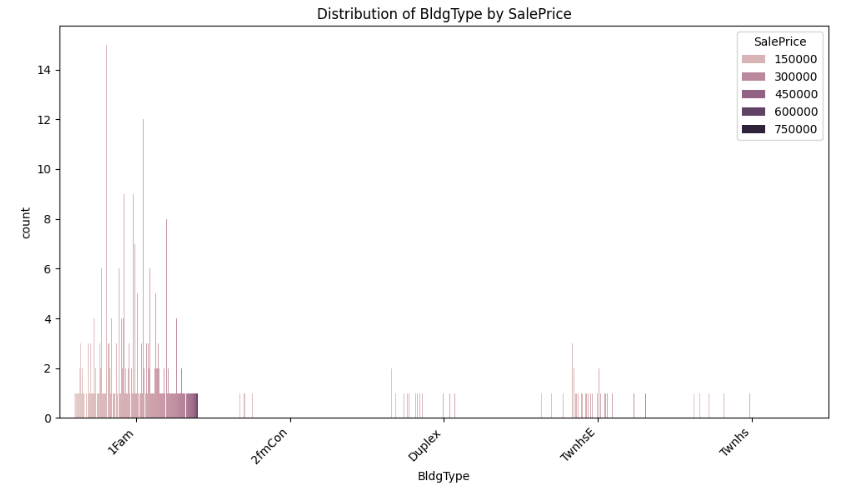 Distribution of BldgType by SalePrice
SalePrice
150000
300000
450000
600000
750000
14
12
10
8
6
4
2
0
count
1Fam
2fmCon
Duplex
TwnhsE
Twnhs
BldgType